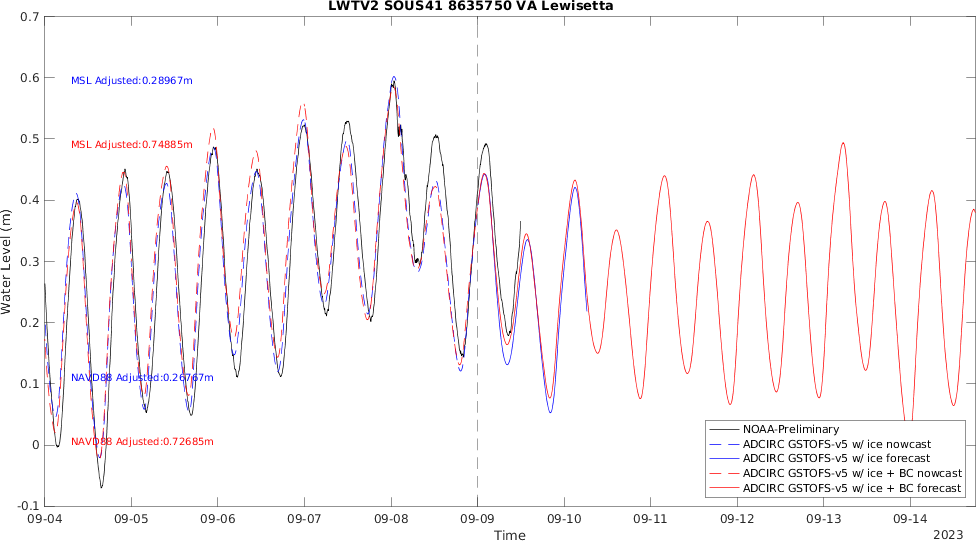 LWTV2 SOUS41 8635750 VA Lewisetta
0.7
0.6
0.5
0.4
0.3
0.2
0.1
0
-0.1
Water Level (m)
MSL Adjusted:0.28967m
MSL Adjusted:0.74885m
NAVD88 Adjusted:0.26767m
NAVD88 Adjusted:0.72685m
NOAA-Preliminary
ADCIRC GSTOFS-v5 w/ ice nowcast
ADCIRC GSTOFS-v5 w/ ice forecast
ADCIRC GSTOFS-v5 w/ ice + BC nowcast
ADCIRC GSTOFS-v5 w/ ice + BC forecast
09-04 09-05 09-06 09-07 09-08 09-09 09-10 09-11 09-12 09-13 09-14
Time
2023